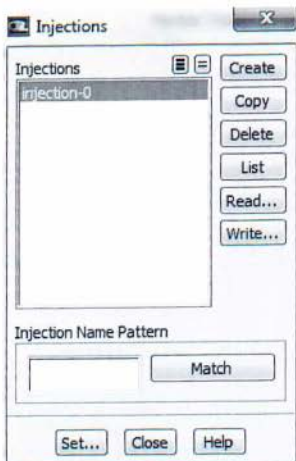 Injections
Injections
injection-0
Create
Copy
Delete
List
Read...
Write...
Injection Name Pattern
Match
Set...
Close
Help